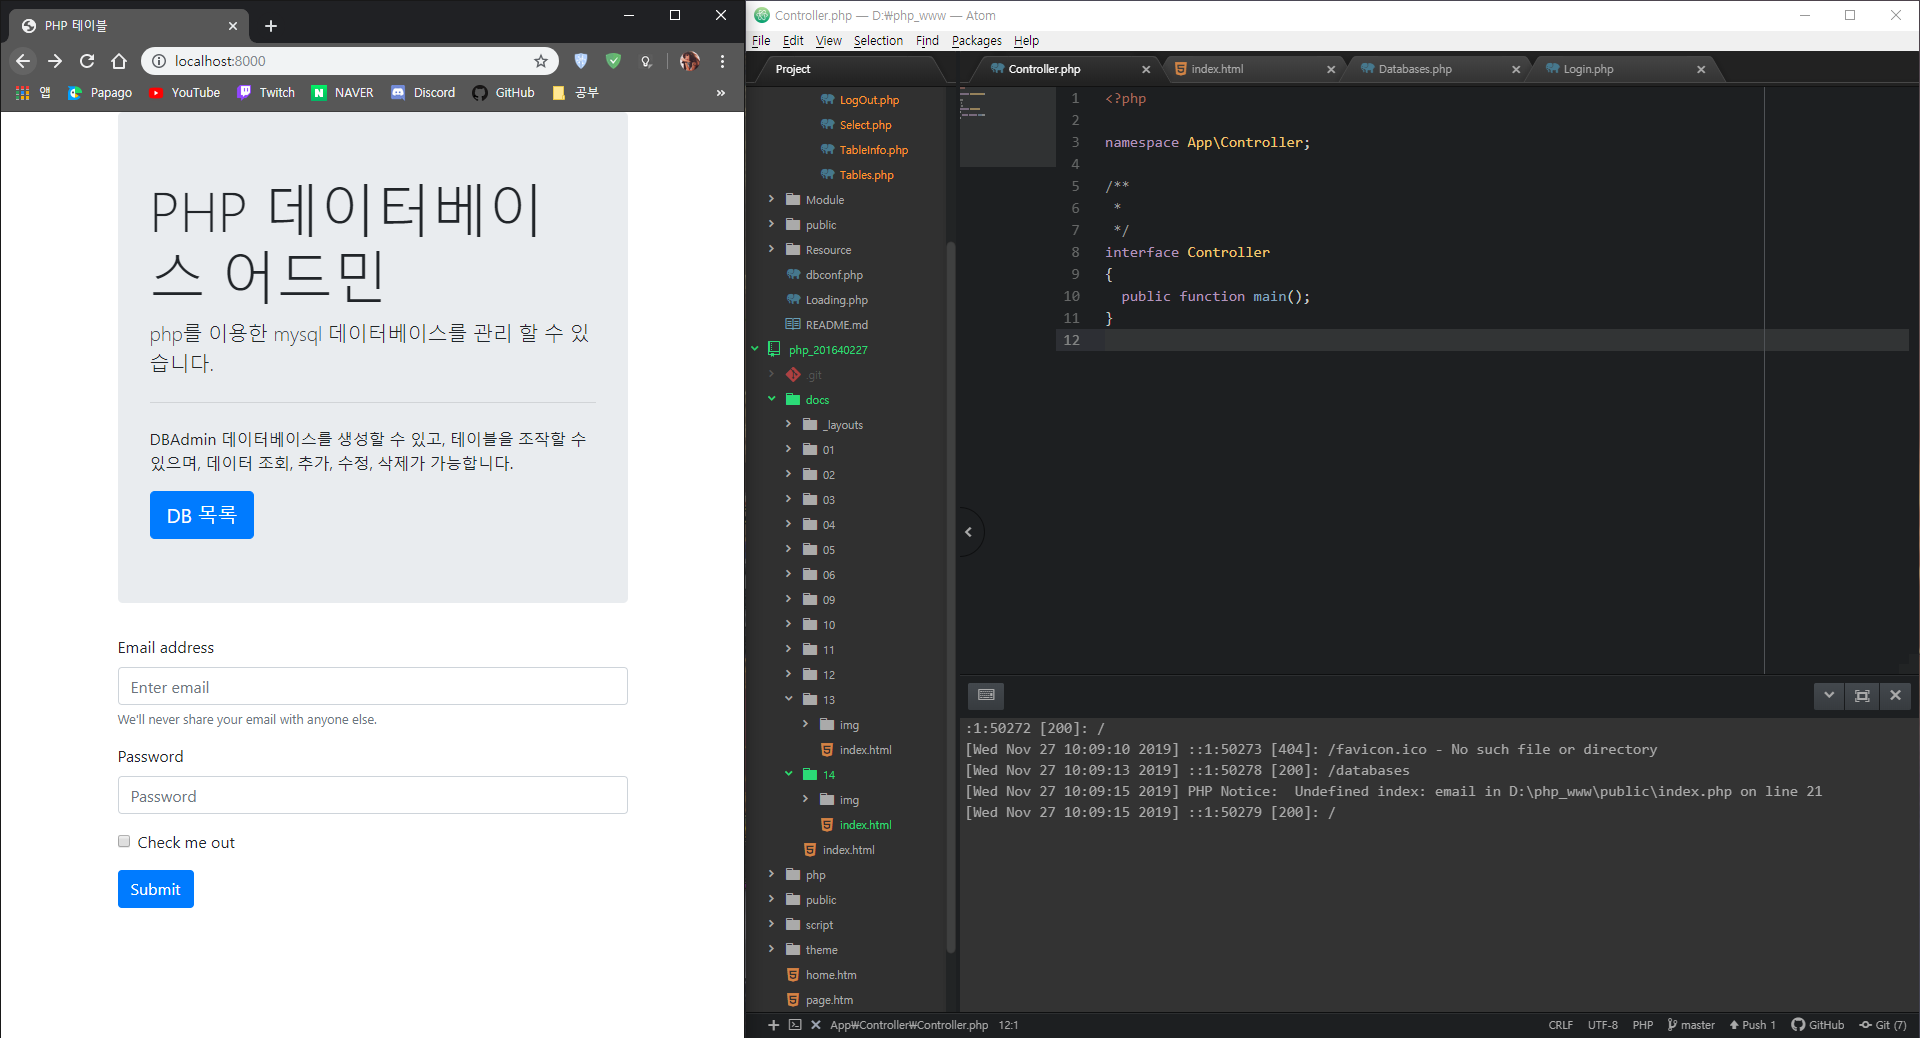 PHP 테이블
localhost:8000
앱 Papago YouTube Twitch NAVER Discord GitHub 공부 »
PHP 데이터베이
스 어드민
php를 이용한 mysql 데이터베이스를 관리 할 수 있
습니다.
DBAdmin 데이터베이스를 생성할 수 있고, 테이블을 조작할 수
있으며, 데이터 조회, 추가, 수정, 삭제가 가능합니다.
DB 목록
Email address
Enter email
We'll never share your email with anyone else.
Password
Password
Check me out
Submit
Controller.php — D:₩php_www — Atom
File Edit View Selection Find Packages Help
Project
LogOut.php
Select.php
TableInfo.php
Tables.php
Module
public
Resource
dbconf.php
Loading.php
README.md
php_201640227
.git
docs
_layouts
01
02
03
04
05
06
09
10
11
12
13
img
index.html
14
img
index.html
index.html
php
public
script
theme
home.htm
page.htm
Controller.php index.html Databases.php Login.php
1 <?php
2
3 namespace App\Controller;
4
5 /**
6 *
7 */
8 interface Controller
9 {
10 public function main();
11 }
12
:1:50272 [200]: /
[Wed Nov 27 10:09:10 2019] ::1:50273 [404]: /favicon.ico - No such file or directory
[Wed Nov 27 10:09:13 2019] ::1:50278 [200]: /databases
[Wed Nov 27 10:09:15 2019] PHP Notice:  Undefined index: email in D:\php_www\public\index.php on line 21
[Wed Nov 27 10:09:15 2019] ::1:50279 [200]: /
App₩Controller₩Controller.php 12:1 CRLF UTF-8 PHP master Push 1 GitHub Git (7)